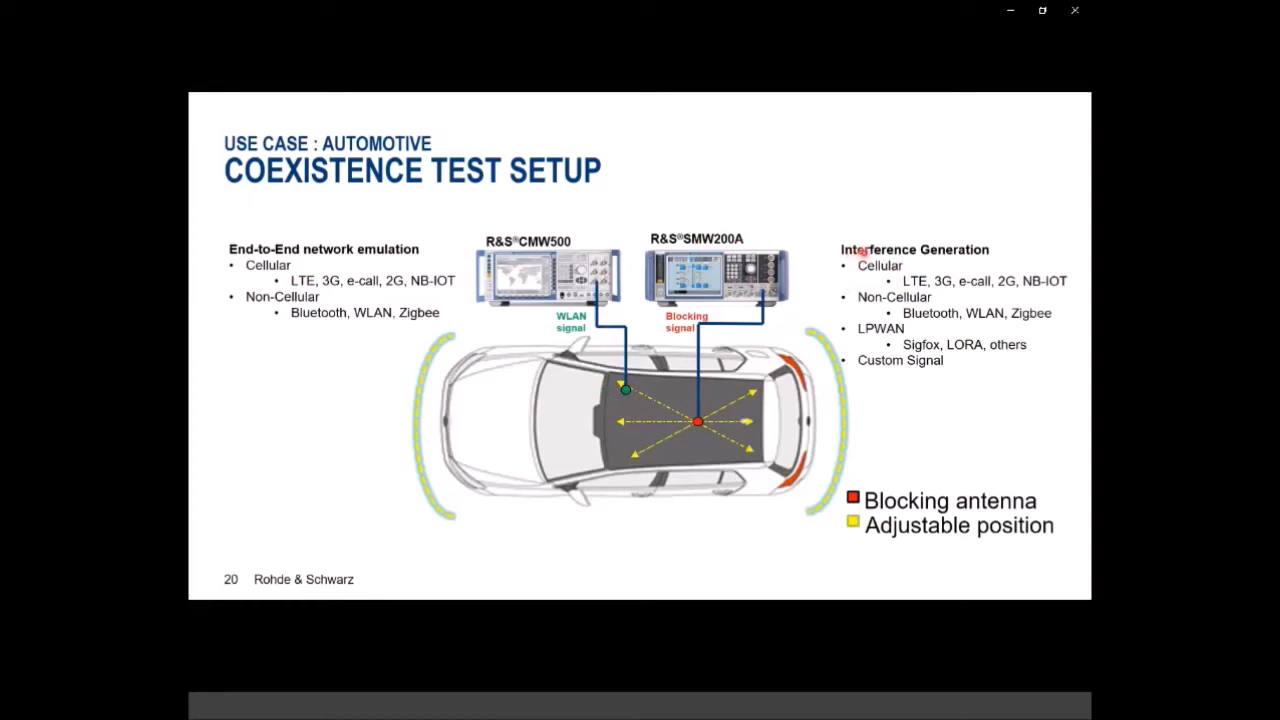 USE CASE : AUTOMOTIVE
COEXISTENCE TEST SETUP
End-to-End network emulation
• Cellular
• LTE, 3G, e-call, 2G, NB-IOT
• Non-Cellular
• Bluetooth, WLAN, Zigbee
R&S®CMW500
R&S®SMW200A
WLAN
signal
Blocking
signal
Interference Generation
• Cellular
• LTE, 3G, e-call, 2G, NB-IOT
• Non-Cellular
• Bluetooth, WLAN, Zigbee
• LPWAN
• Sigfox, LORA, others
• Custom Signal
Blocking antenna
Adjustable position
20 Rohde & Schwarz